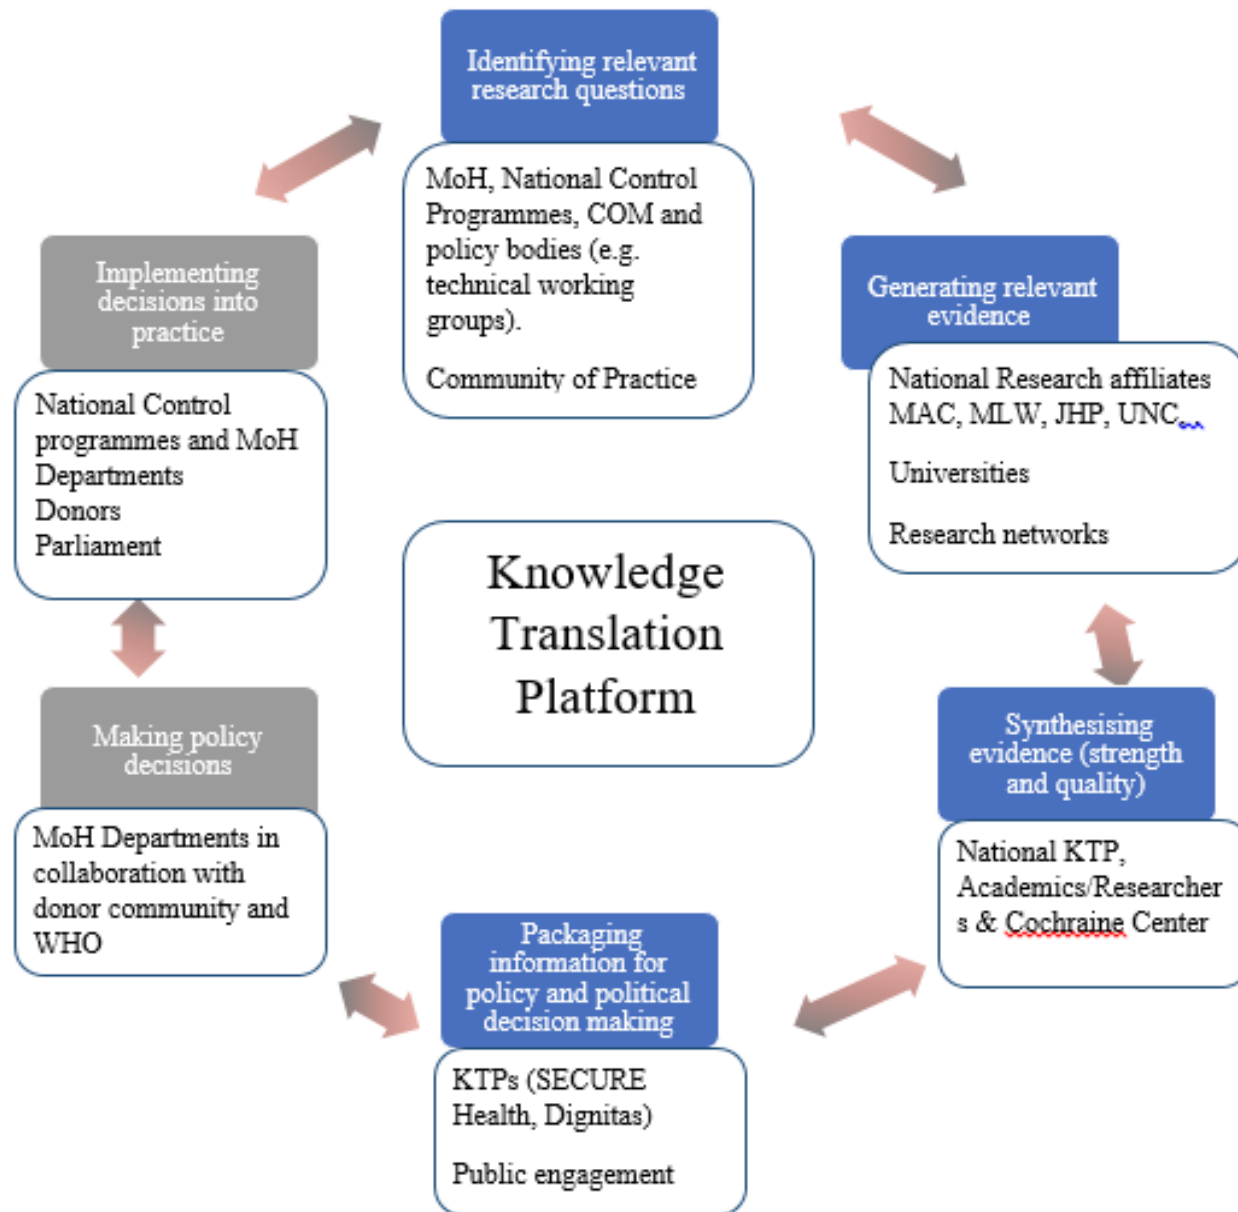 Identifying relevant
research questions
MoH, National Control
Programmes, COM and
policy bodies (e.g.
technical working
groups).
Community of Practice
Generating relevant
evidence
National Research affiliates
MAC, MLW, JHP, UNC
Universities
Research networks
Synthesising
evidence (strength
and quality)
National KTP,
Academics/Researcher
s & Cochraine Center
Packaging
information for
policy and political
decision making
KTPs (SECURE
Health, Dignitas)
Public engagement
Making policy
decisions
MoH Departments in
collaboration with
donor community and
WHO
Implementing
decisions into
practice
National Control
programmes and MoH
Departments
Donors
Parliament
Knowledge
Translation
Platform